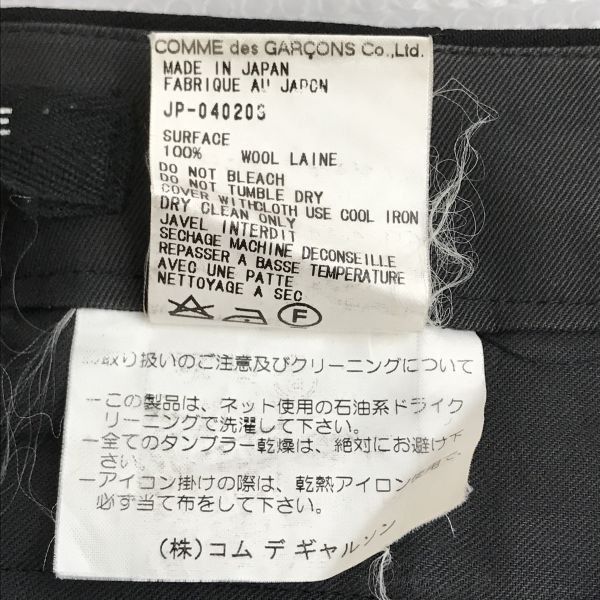 COMME des GARÇONS Co.,Ltd.
MADE IN JAPAN
FABRIQUE AU JAPON
JP-04020S
SURFACE
100% WOOL LAINE
DO NOT BLEACH
DO NOT TUMBLE DRY
COVER WITHCLOTH USE COOL IRON
DRY CLEAN ONLY
JAVEL INTERDIT
SECHAGE MACHINE DECONSEILLE
REPASSER A BASSE TEMPERATURE
AVEC UNE PATTE
NETTOYAGE A SEC
F
E
取り扱いのご注意及びクリーニングについて
—この製品は、ネット使用の石油系ドライク
リーニングで洗濯して下さい。
—全てのタンブラー乾燥は、絶対にお避け下
さい。
—アイコン掛けの際は、乾熱アイロン使用で、
必ず当て布をして下さい。
(株)コム デ ギャルソン